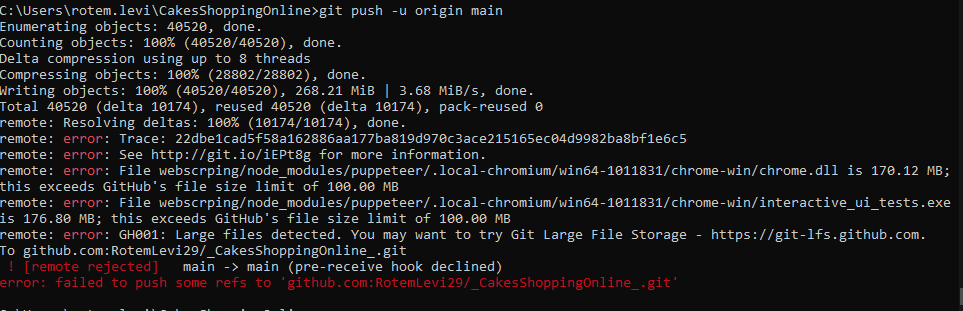 C:\Users\rotem.levi\CakesShoppingOnline>git push -u origin main
Enumerating objects: 40520, done.
Counting objects: 100% (40520/40520), done.
Delta compression using up to 8 threads
Compressing objects: 100% (28802/28802), done.
Writing objects: 100% (40520/40520), 268.21 MiB | 3.68 MiB/s, done.
Total 40520 (delta 10174), reused 40520 (delta 10174), pack-reused 0
remote: Resolving deltas: 100% (10174/10174), done.
remote: error: Trace: 22dbe1cad5f58a162886aa177ba819d970c3ace215165ec04d9982ba8bf1e6c5
remote: error: See http://git.io/iEPt8g for more information.
remote: error: File webscrping/node_modules/puppeteer/.local-chromium/win64-1011831/chrome-win/chrome.dll is 170.12 MB;
this exceeds GitHub's file size limit of 100.00 MB
remote: error: File webscrping/node_modules/puppeteer/.local-chromium/win64-1011831/chrome-win/interactive_ui_tests.exe
is 176.80 MB; this exceeds GitHub's file size limit of 100.00 MB
remote: error: GH001: Large files detected. You may want to try Git Large File Storage - https://git-lfs.github.com.
To github.com:RotemLevi29/_CakesShoppingOnline_.git
! [remote rejected] main -> main (pre-receive hook declined)
error: failed to push some refs to 'github.com:RotemLevi29/_CakesShoppingOnline_.git'